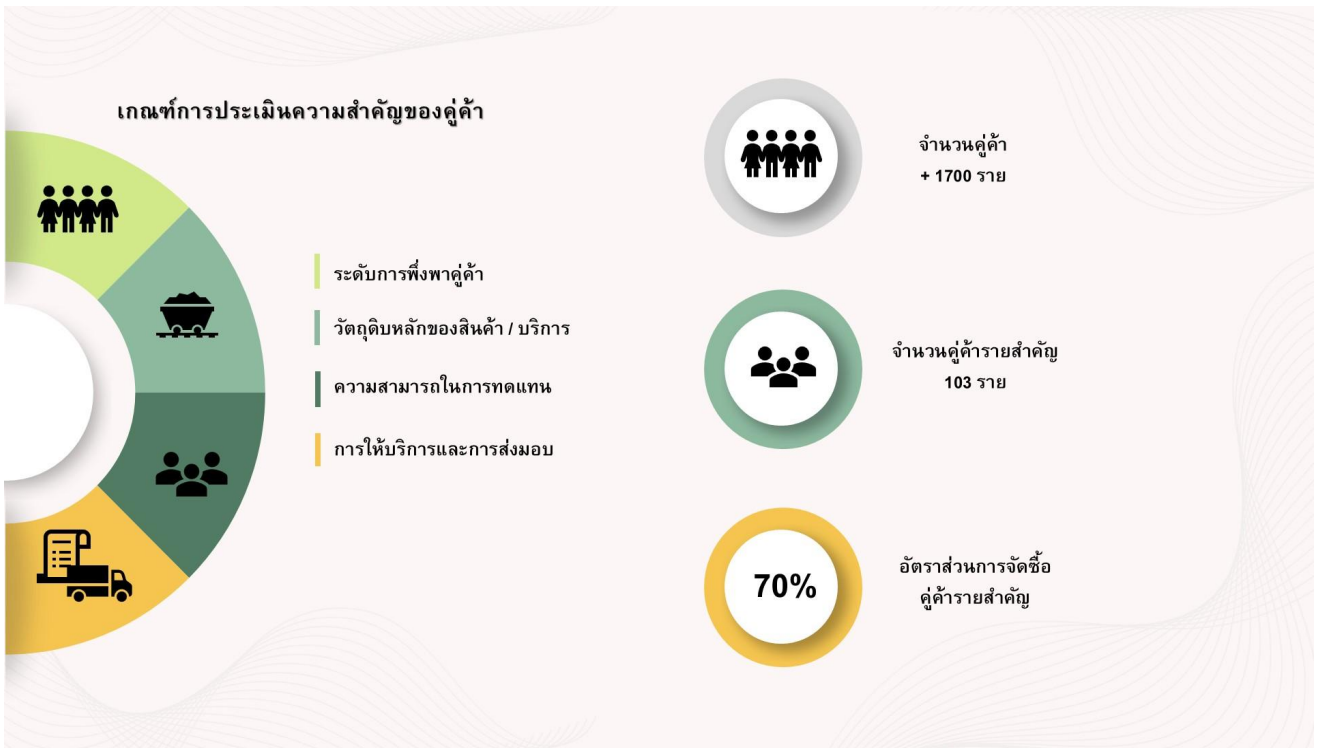 เกณฑ์การประเมินความสำคัญของคู่ค้า
ระดับการพึ่งพาคู่ค้า
วัตถุดิบหลักของสินค้า / บริการ
ความสามารถในการทดแทน
การให้บริการและการส่งมอบ
จำนวนคู่ค้า
+ 1700 ราย
จำนวนคู่ค้ารายสำคัญ
103 ราย
70%
อัตราส่วนการจัดซื้อ
คู่ค้ารายสำคัญ